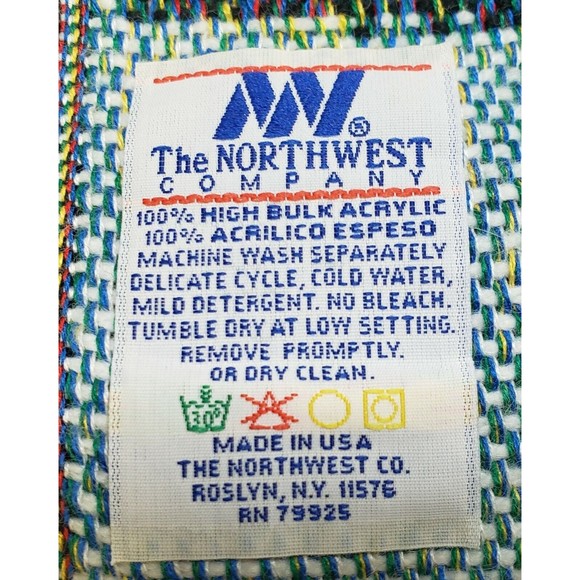 NW®
The NORTHWEST
COMPANY
100% HIGH BULK ACRYLIC
100% ACRILICO ESPESO
MACHINE WASH SEPARATELY
DELICATE CYCLE, COLD WATER,
MILD DETERGENT. NO BLEACH.
TUMBLE DRY AT LOW SETTING.
REMOVE PROMPTLY.
OR DRY CLEAN.
30°
MADE IN USA
THE NORTHWEST CO.
ROSLYN, N.Y. 11576
RN 79925